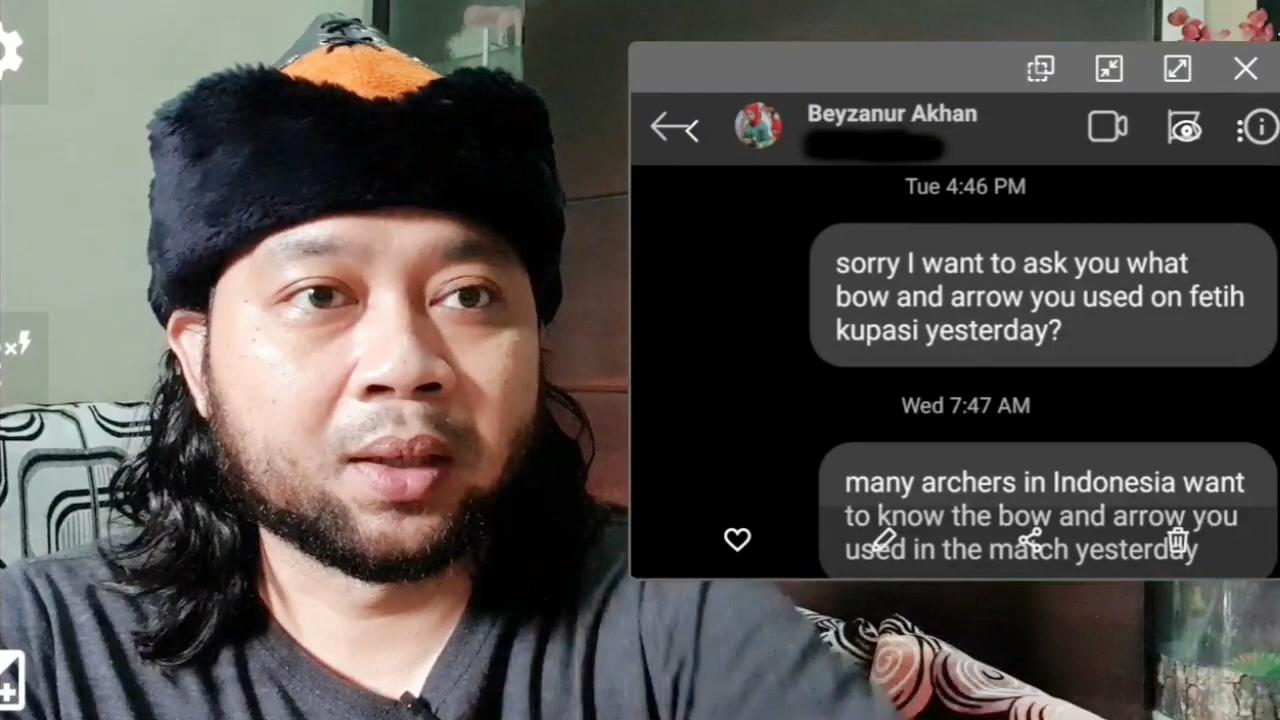 Beyzanur Akhan
Tue 4:46 PM
sorry I want to ask you what
bow and arrow you used on fetih
kupasi yesterday?
Wed 7:47 AM
many archers in Indonesia want
to know the bow and arrow you
used in the match yesterday